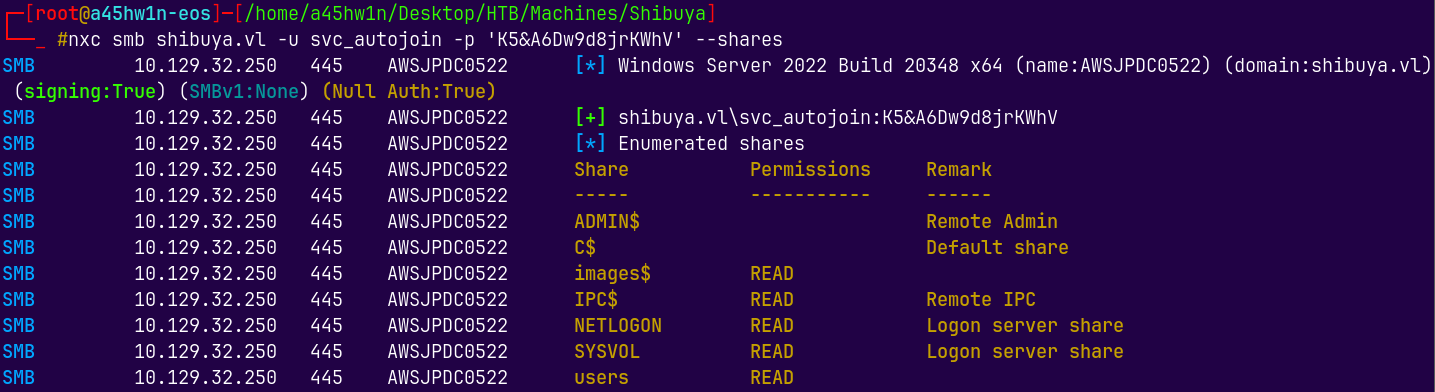 [root@a45hw1n-eos]-[/home/a45hw1n/Desktop/HTB/Machines/Shibuya]
_ #nxc smb shibuya.vl -u svc_autojoin -p 'K5&A6Dw9d8jrKWhV' --shares
SMB 10.129.32.250 445 AWSJPDC0522 [*] Windows Server 2022 Build 20348 x64 (name:AWSJPDC0522) (domain:shibuya.vl)
(signing:True) (SMBv1:None) (Null Auth:True)
SMB 10.129.32.250 445 AWSJPDC0522 [+] shibuya.vl\svc_autojoin:K5&A6Dw9d8jrKWhV
SMB 10.129.32.250 445 AWSJPDC0522 [*] Enumerated shares
SMB 10.129.32.250 445 AWSJPDC0522 Share Permissions Remark
SMB 10.129.32.250 445 AWSJPDC0522 ----- ----------- ------
SMB 10.129.32.250 445 AWSJPDC0522 ADMIN$ Remote Admin
SMB 10.129.32.250 445 AWSJPDC0522 C$ Default share
SMB 10.129.32.250 445 AWSJPDC0522 images$ READ
SMB 10.129.32.250 445 AWSJPDC0522 IPC$ READ Remote IPC
SMB 10.129.32.250 445 AWSJPDC0522 NETLOGON READ Logon server share
SMB 10.129.32.250 445 AWSJPDC0522 SYSVOL READ Logon server share
SMB 10.129.32.250 445 AWSJPDC0522 users READ